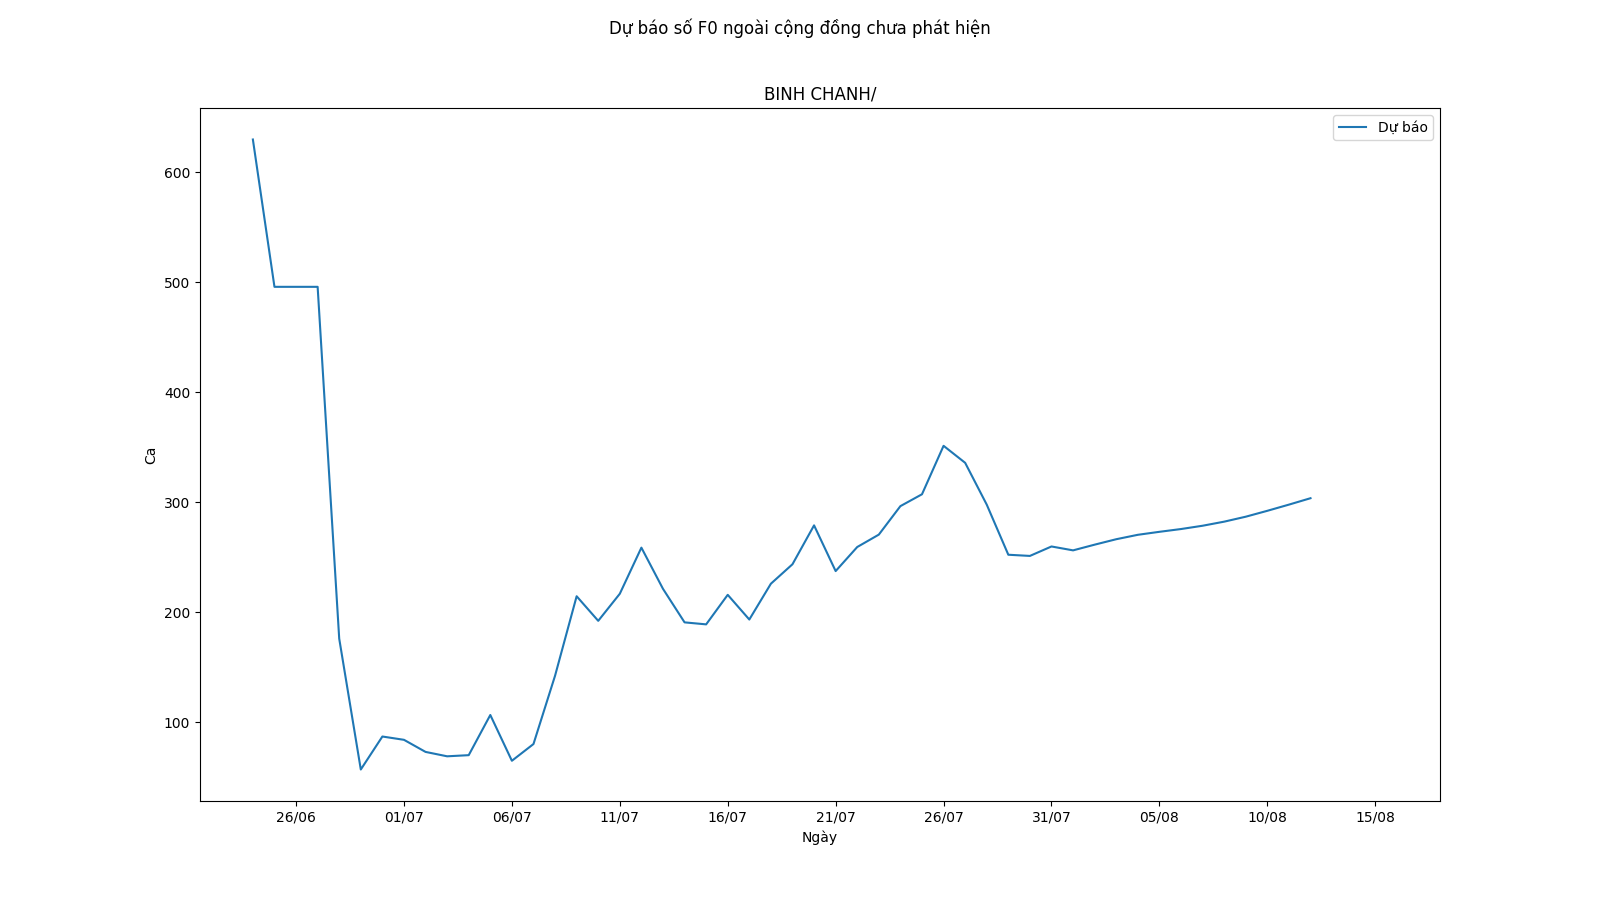 Dự báo số F0 ngoài cộng đồng chưa phát hiện
BINH CHANH/
Dự báo
600
500
400
300
200
100
Ca
26/06 01/07 06/07 11/07 16/07 21/07 26/07 31/07 05/08 10/08 15/08
Ngày